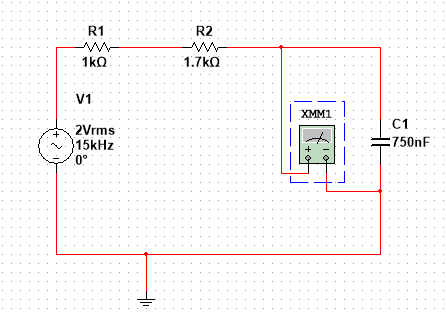 R1
1kΩ
R2
1.7kΩ
V1
2Vrms
15kHz
0°
XMM1
C1
750nF